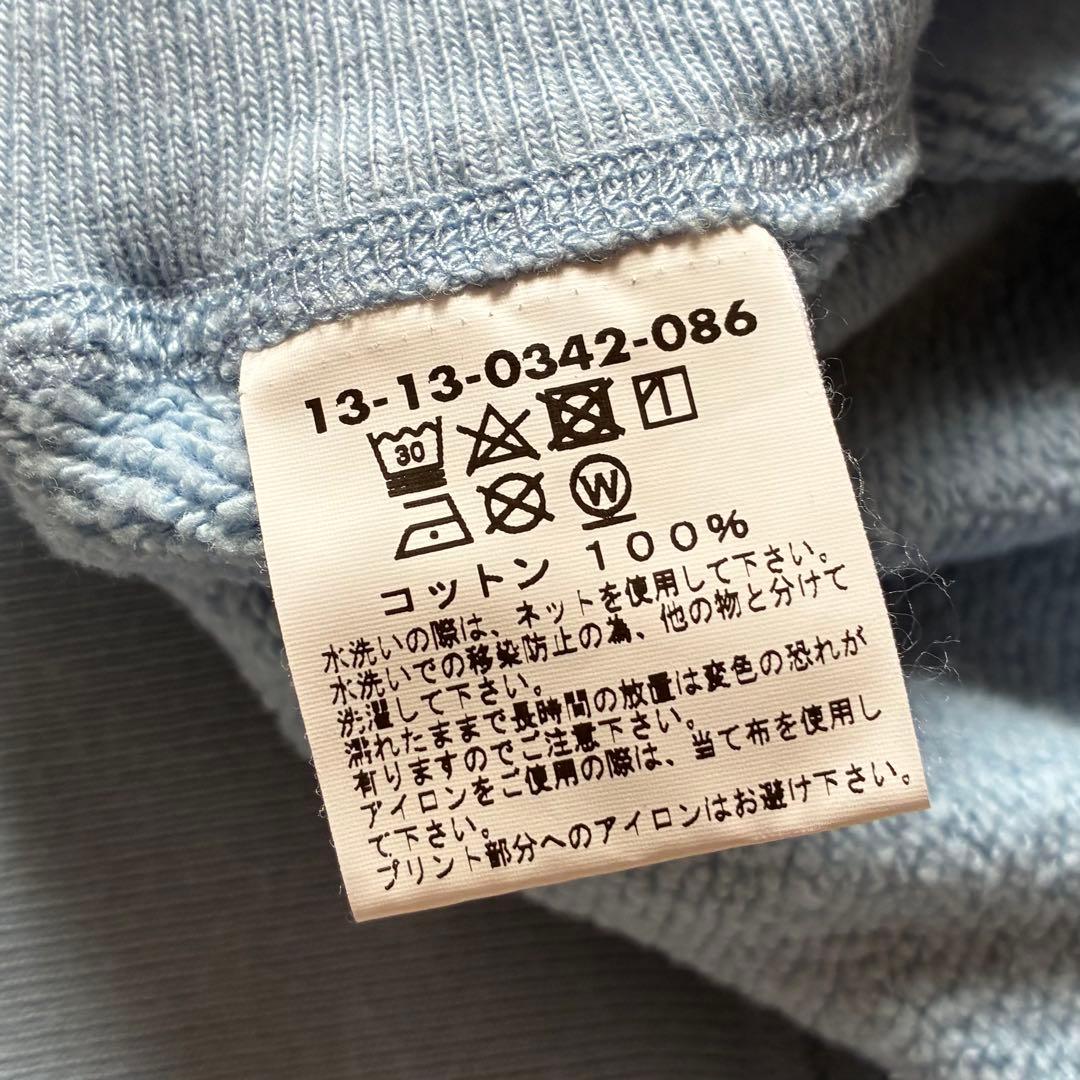 13-13-0342-086
30
W
コットン 100%
水洗いの際は、ネットを使用して下さい。
水洗いでの移染防止の為、他の物と分けて
洗濯して下さい。
濡れたままで長時間の放置は変色の恐れが
有りますのでご注意下さい。
アイロンをご使用の際は、当て布を使用し
て下さい。
プリント部分へのアイロンはお避け下さい。